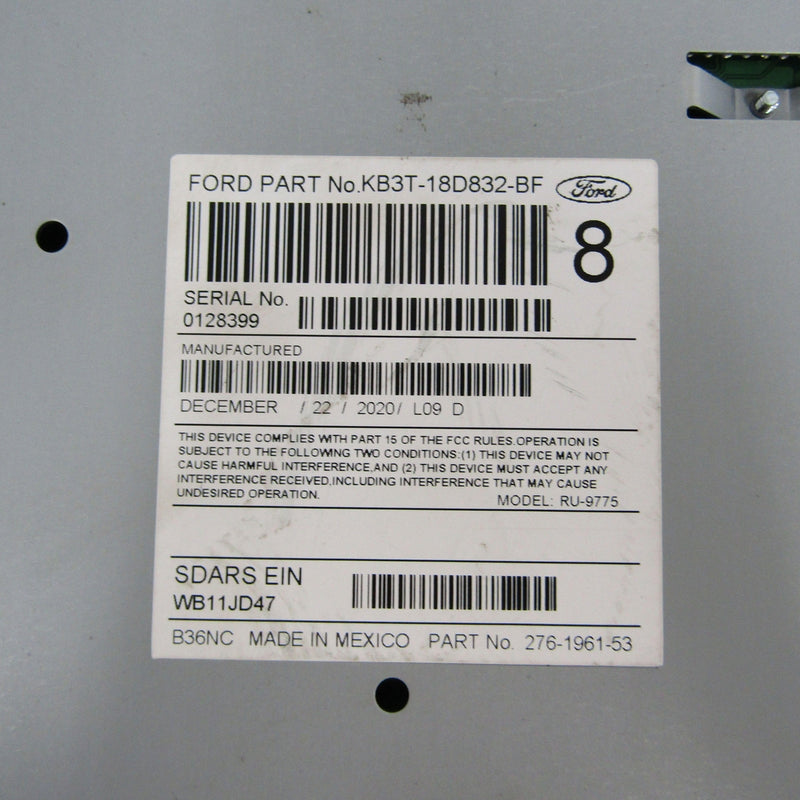 FORD PART No.KB3T-18D832-BF Ford
8
SERIAL No.
0128399
MANUFACTURED
DECEMBER / 22 / 2020/ L09 D
THIS DEVICE COMPLIES WITH PART 15 OF THE FCC RULES.OPERATION IS
SUBJECT TO THE FOLLOWING TWO CONDITIONS:(1) THIS DEVICE MAY NOT
CAUSE HARMFUL INTERFERENCE,AND (2) THIS DEVICE MUST ACCEPT ANY
INTERFERENCE RECEIVED,INCLUDING INTERFERENCE THAT MAY CAUSE
UNDESIRED OPERATION.
MODEL: RU-9775
SDARS EIN
WB11JD47
B36NC MADE IN MEXICO PART No. 276-1961-53